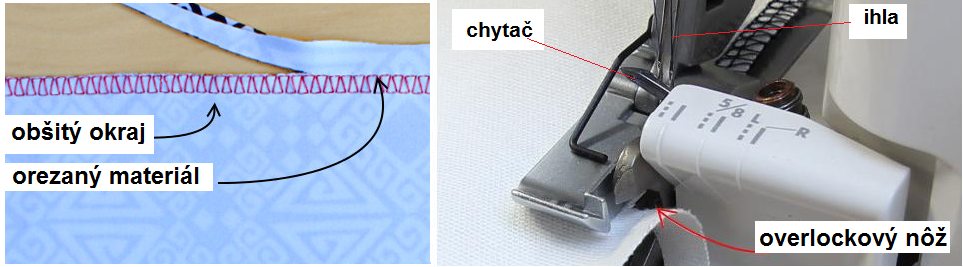 obšitý okraj
orezaný materiál
chytač
ihla
5/8 L
R
overlockový nôž